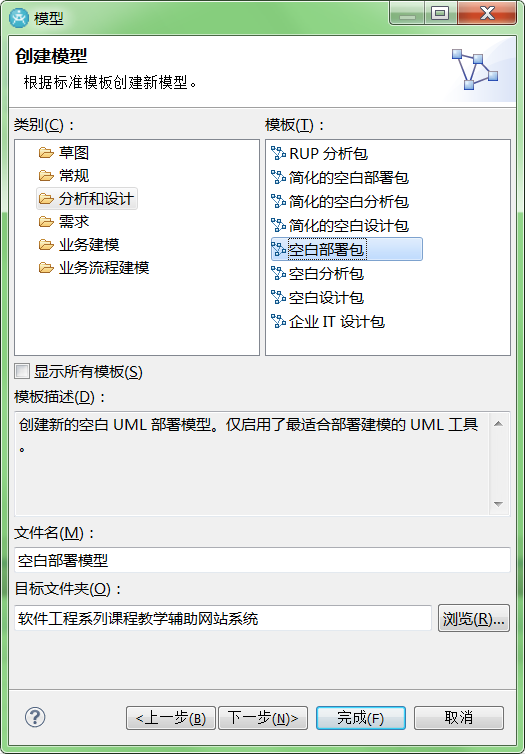 模型
创建模型
根据标准模板创建新模型。
类别(C)：
模板(T)：
草图
常规
分析和设计
需求
业务建模
业务流程建模
RUP 分析包
简化的空白部署包
简化的空白分析包
简化的空白设计包
空白部署包
空白分析包
空白设计包
企业 IT 设计包
显示所有模板(S)
模板描述(D)：
创建新的空白 UML 部署模型。仅启用了最适合部署建模的 UML 工具
。
文件名(M)：
空白部署模型
目标文件夹(O)：
软件工程系列课程教学辅助网站系统
浏览(R)...
<上一步(B)
下一步(N)>
完成(F)
取消